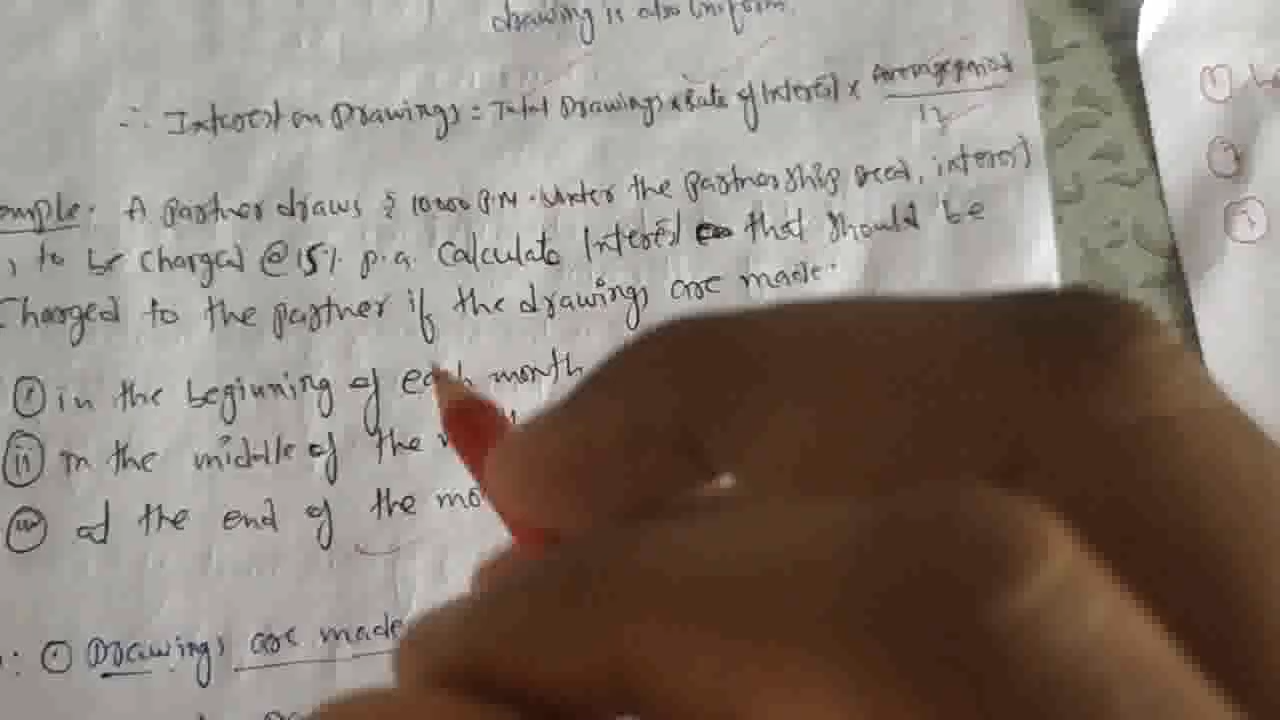 drawing is also Uniform.
∴ Interest on Drawings = Total Drawings x Rate of Interest x Average period
12
ample: A partner draws ₹ 10000 P.M. Under the partnership deed, interest
, to be charged @ 15% p.a. Calculate Interest that should be
Charged to the partner if the drawings are made.
(i) in the beginning of each month
(ii) in the middle of the
(iii) at the end of the mo
: (i) Drawings are made